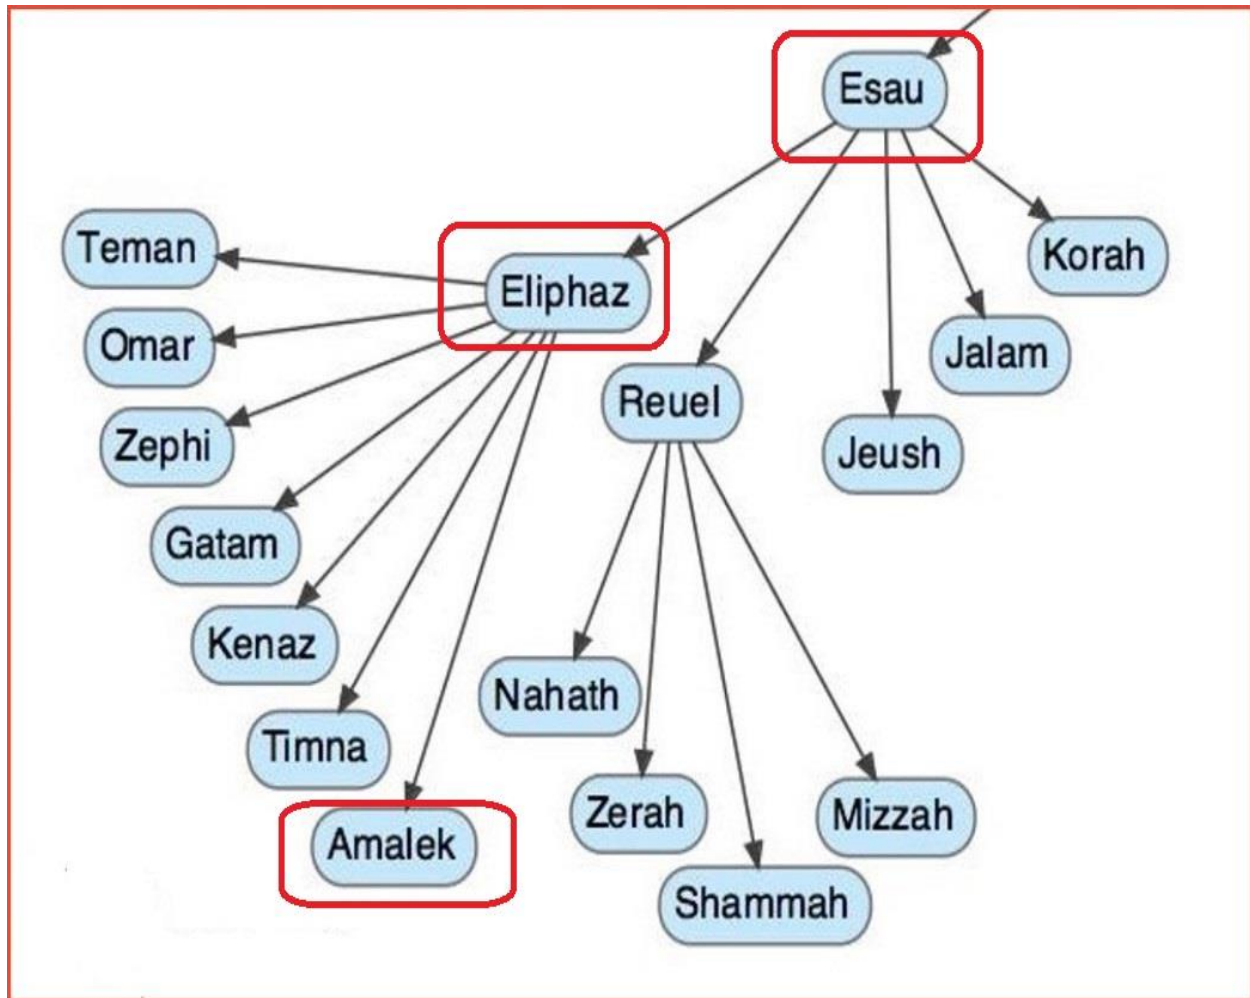 Esau
Eliphaz
Reuel
Jeush
Jalam
Korah
Teman
Omar
Zephi
Gatam
Kenaz
Timna
Amalek
Nahath
Zerah
Shammah
Mizzah